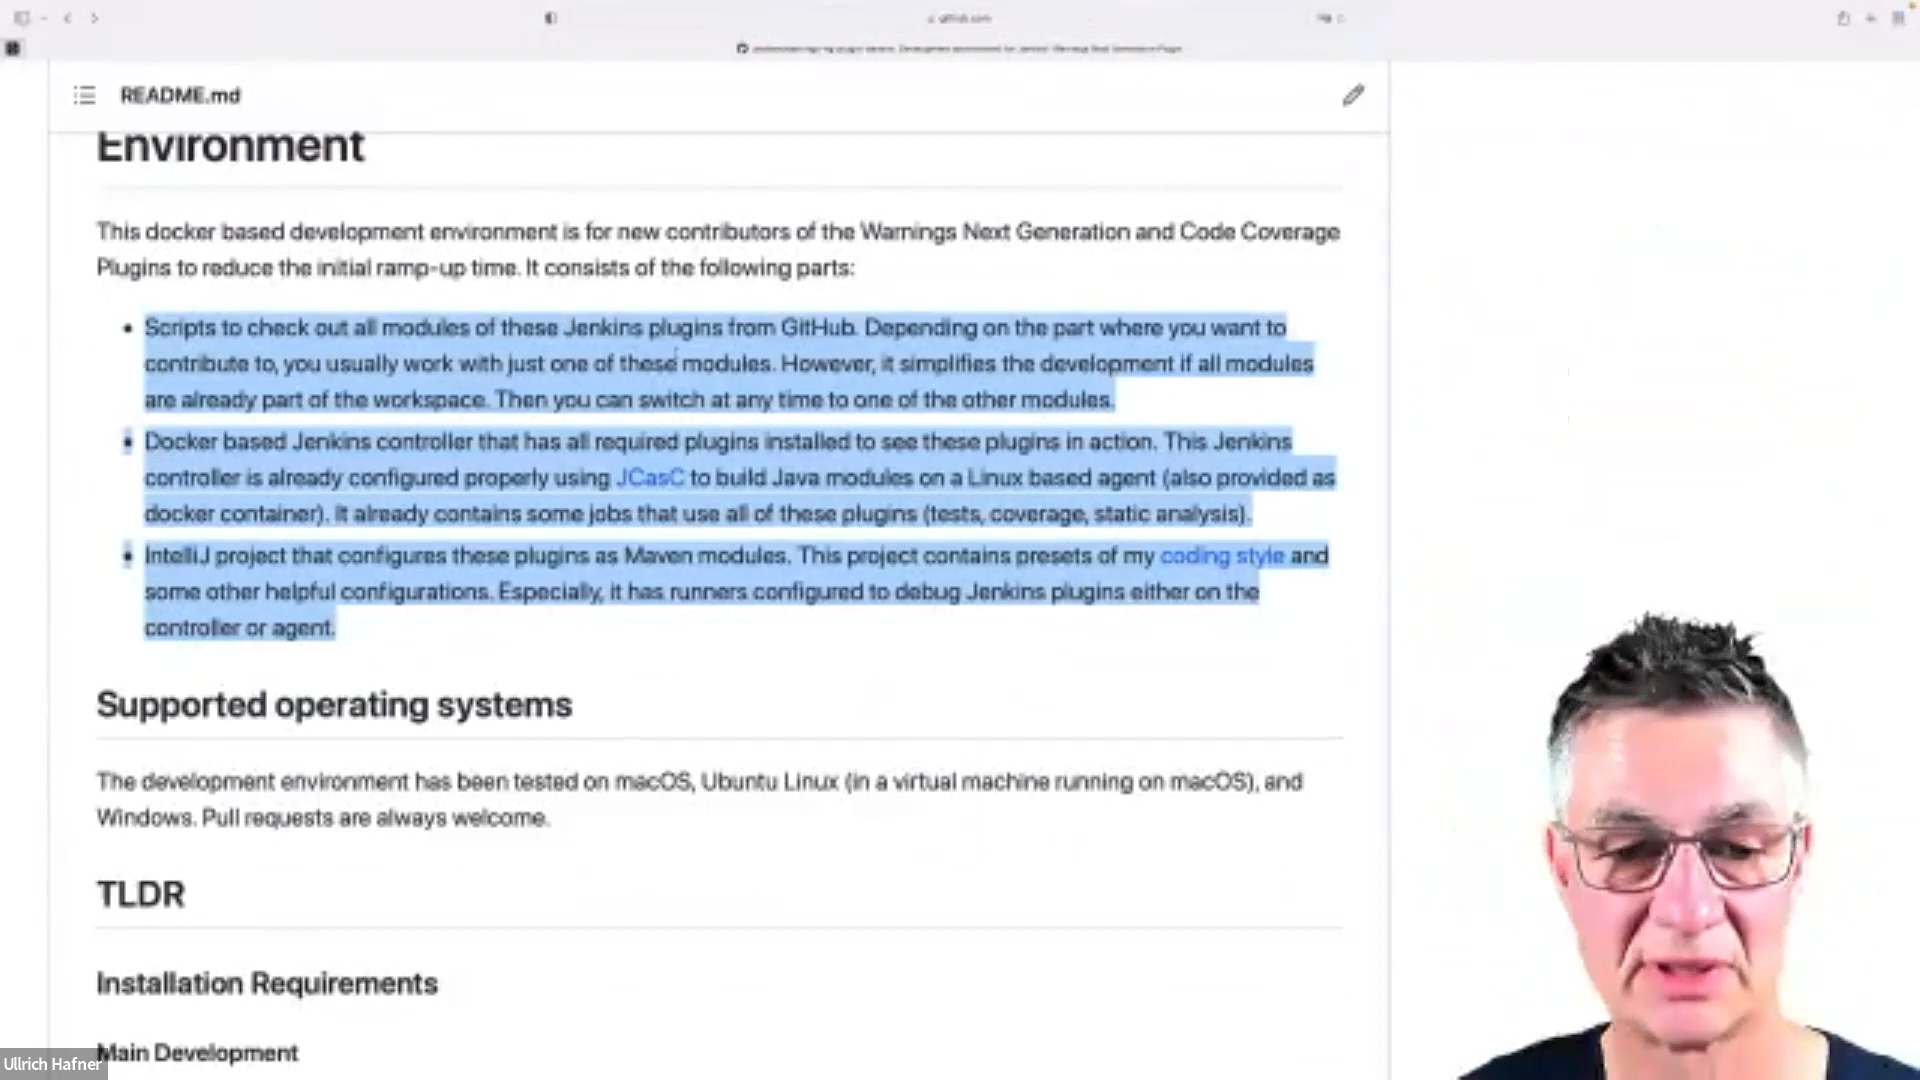 github.com
README.md
Environment
This docker based development environment is for new contributors of the Warnings Next Generation and Code Coverage
Plugins to reduce the initial ramp-up time. It consists of the following parts:
• Scripts to check out all modules of these Jenkins plugins from GitHub. Depending on the part where you want to
contribute to, you usually work with just one of these modules. However, it simplifies the development if all modules
are already part of the workspace. Then you can switch at any time to one of the other modules.
• Docker based Jenkins controller that has all required plugins installed to see these plugins in action. This Jenkins
controller is already configured properly using JCasC to build Java modules on a Linux based agent (also provided as
docker container). It already contains some jobs that use all of these plugins (tests, coverage, static analysis).
• IntelliJ project that configures these plugins as Maven modules. This project contains presets of my coding style and
some other helpful configurations. Especially, it has runners configured to debug Jenkins plugins either on the
controller or agent.
Supported operating systems
The development environment has been tested on macOS, Ubuntu Linux (in a virtual machine running on macOS), and
Windows. Pull requests are always welcome.
TLDR
Installation Requirements
Main Development
Ullrich Hafner